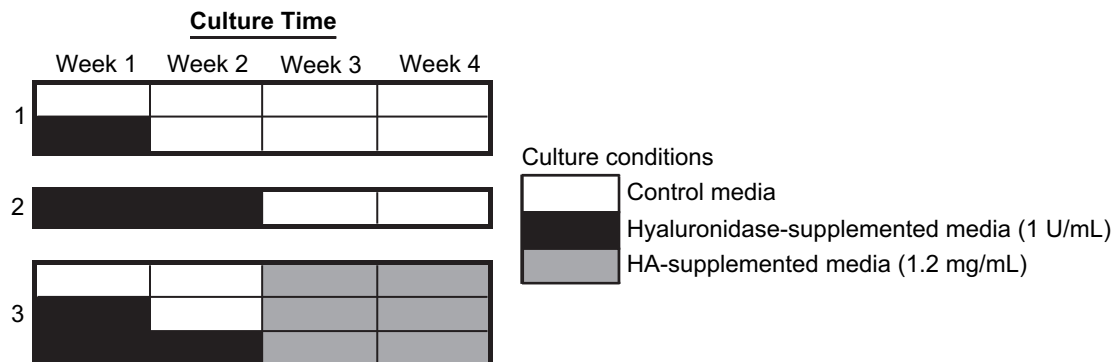 Culture Time
Week 1 Week 2 Week 3 Week 4
1
2
3
Culture conditions
Control media
Hyaluronidase-supplemented media (1 U/mL)
HA-supplemented media (1.2 mg/mL)